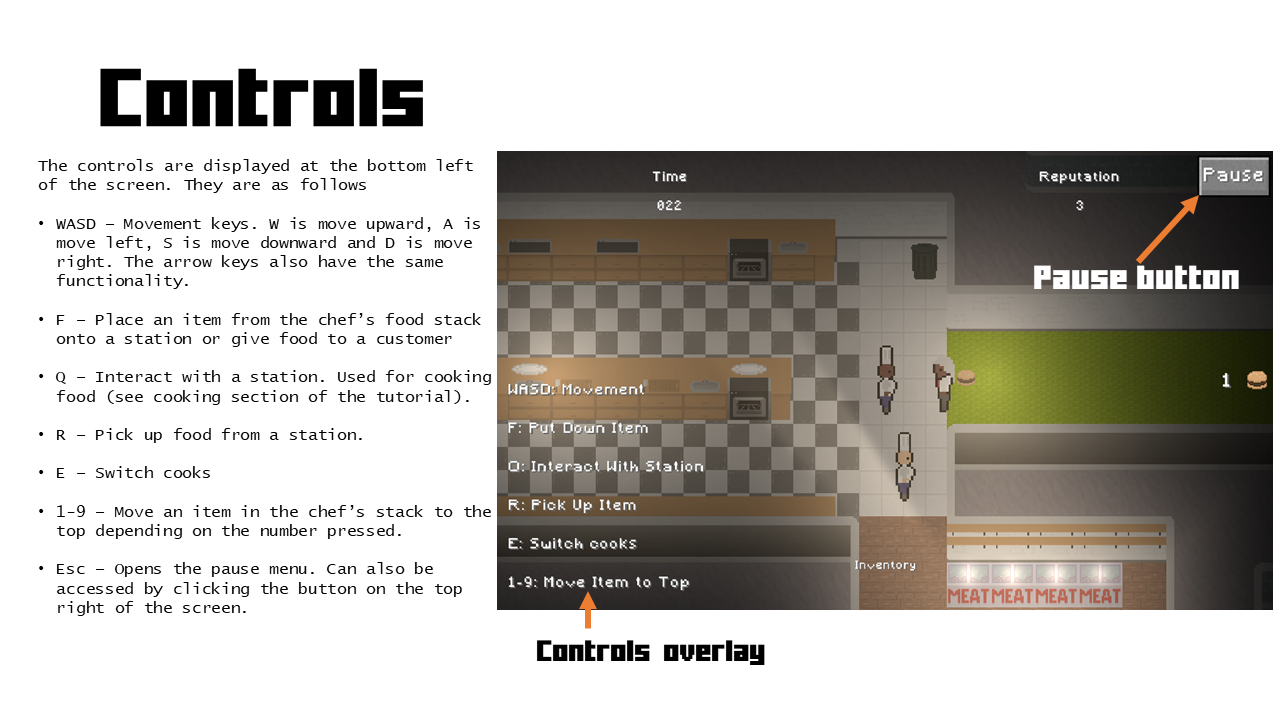 Controls
The controls are displayed at the bottom left
of the screen. They are as follows
• WASD – Movement keys. W is move upward, A is
move left, S is move downward and D is move
right. The arrow keys also have the same
functionality.
• F – Place an item from the chef’s food stack
onto a station or give food to a customer
• Q – Interact with a station. Used for cooking
food (see cooking section of the tutorial).
• R – Pick up food from a station.
• E – Switch cooks
• 1-9 – Move an item in the chef’s stack to the
top depending on the number pressed.
• Esc – Opens the pause menu. Can also be
accessed by clicking the button on the top
right of the screen.
Time
022
Reputation
3
Pause
Pause button
1
WASD: Movement
F: Put Down Item
Q: Interact With Station
R: Pick Up Item
E: Switch cooks
1-9: Move Item to Top
Inventory
MEAT MEAT MEAT MEAT
Controls overlay